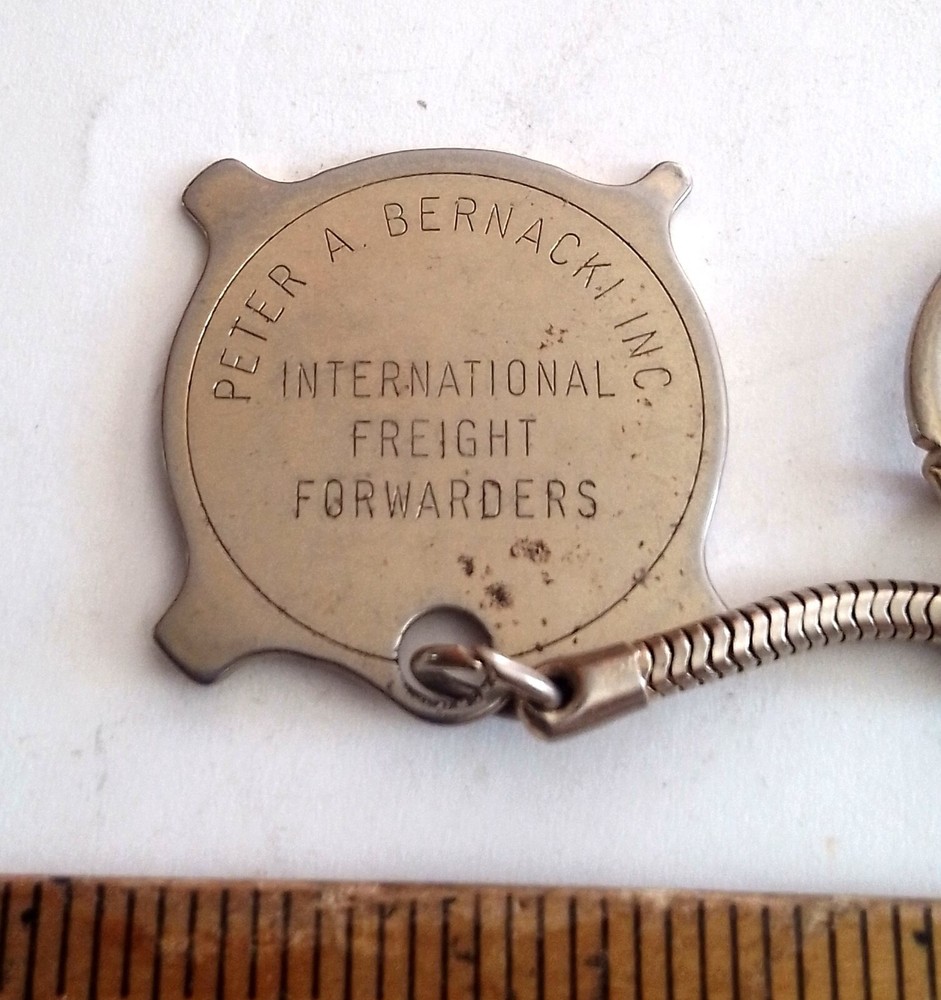 PETER A. BERNACKI INC.
INTERNATIONAL
FREIGHT
FORWARDERS